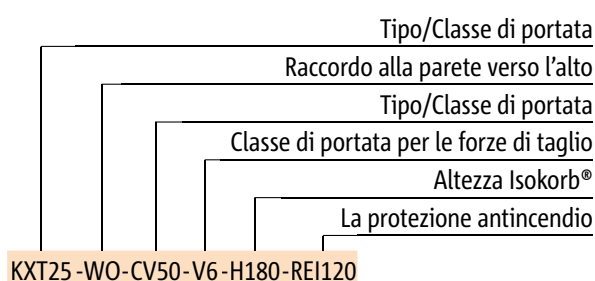 Tipo/Classe di portata
Raccordo alla parete verso l'alto
Tipo/Classe di portata
Classe di portata per le forze di taglio
Altezza Isokorb®
La protezione antincendio
KXT25 -WO-CV50-V6-H180-REI120